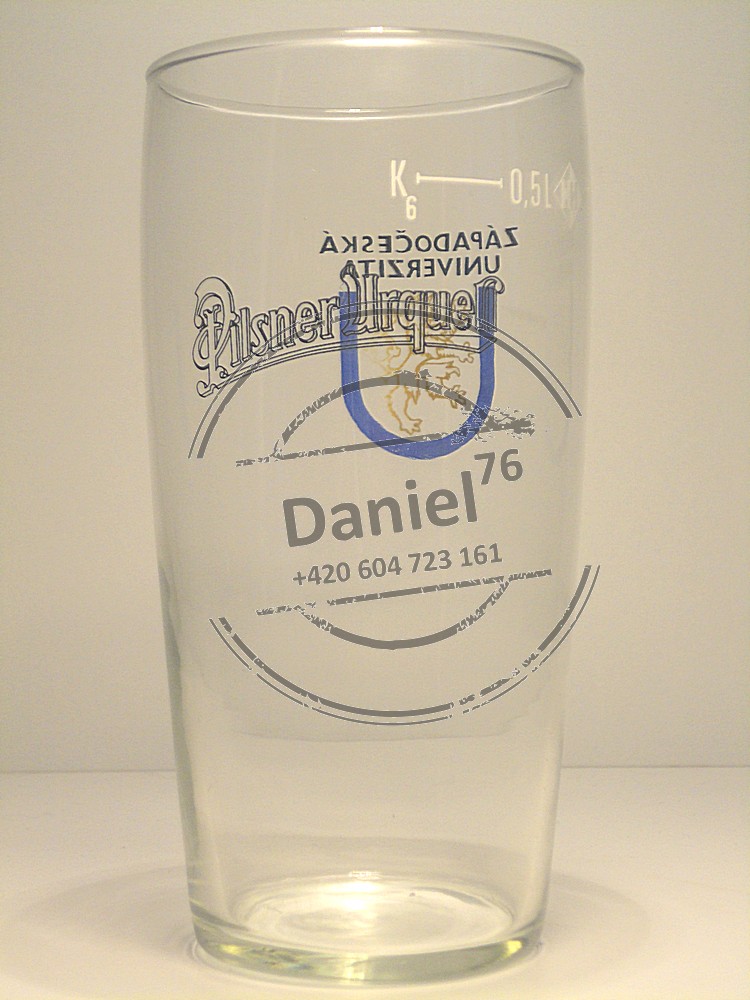 K
6
0,5L
ZÁPADOČESKÁ
UNIVERZITA
Pilsner Urquell
Daniel76
+420 604 723 161